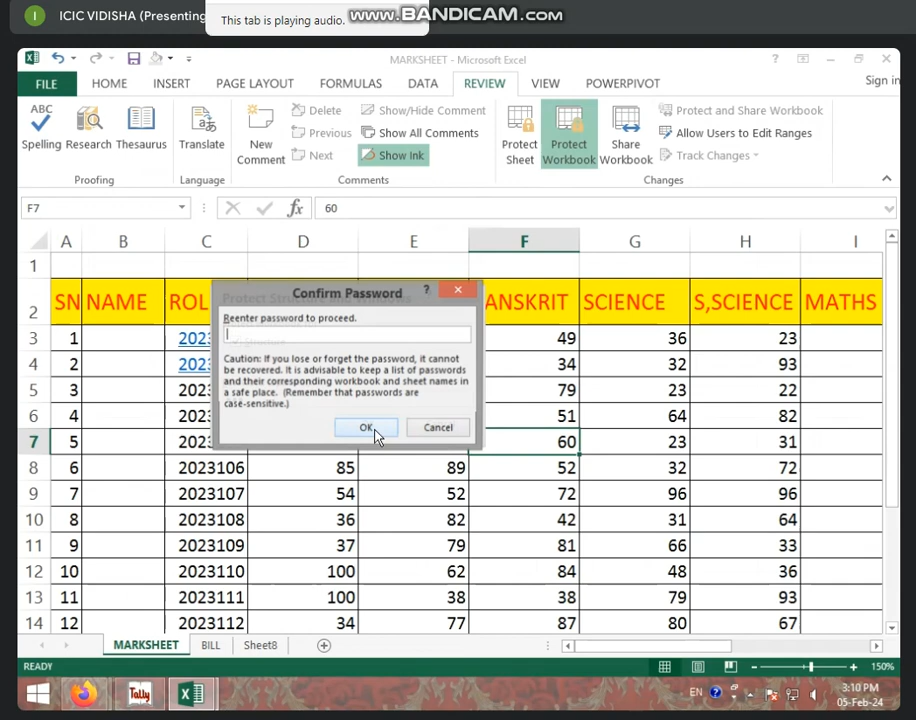 I ICIC VIDISHA (Presenting
This tab is playing audio.
www.BANDICAM.com
MARKSHEET - Microsoft Excel
FILE HOME INSERT PAGE LAYOUT FORMULAS DATA REVIEW VIEW POWERPIVOT Sign in
ABC
Spelling Research Thesaurus
Proofing
Translate
Language
New Comment
Delete
Previous
Next
Show/Hide Comment
Show All Comments
Show Ink
Comments
Protect Sheet
Protect Workbook
Share Workbook
Protect and Share Workbook
Allow Users to Edit Ranges
Track Changes
Changes
F7 fx 60
A B C D E F G H I
1
2 SN NAME ROL ANSKRIT SCIENCE S,SCIENCE MATHS
3 1 2023 49 36 23
4 2 2023 34 32 93
5 3 79 23 22
6 4 51 64 82
7 5 60 23 31
8 6 2023106 85 89 52 32 72
9 7 2023107 54 52 72 96 96
10 8 2023108 36 82 42 31 64
11 9 2023109 37 79 81 66 33
12 10 2023110 100 62 84 48 36
13 11 2023111 100 38 38 79 93
14 12 2023112 34 77 87 80 67
Confirm Password
Reenter password to proceed.
Caution: If you lose or forget the password, it cannot
be recovered. It is advisable to keep a list of passwords
and their corresponding workbook and sheet names in
a safe place. (Remember that passwords are
case-sensitive.)
OK Cancel
MARKSHEET BILL Sheet8
READY 150%
Tally EN 3:10 PM
05-Feb-24